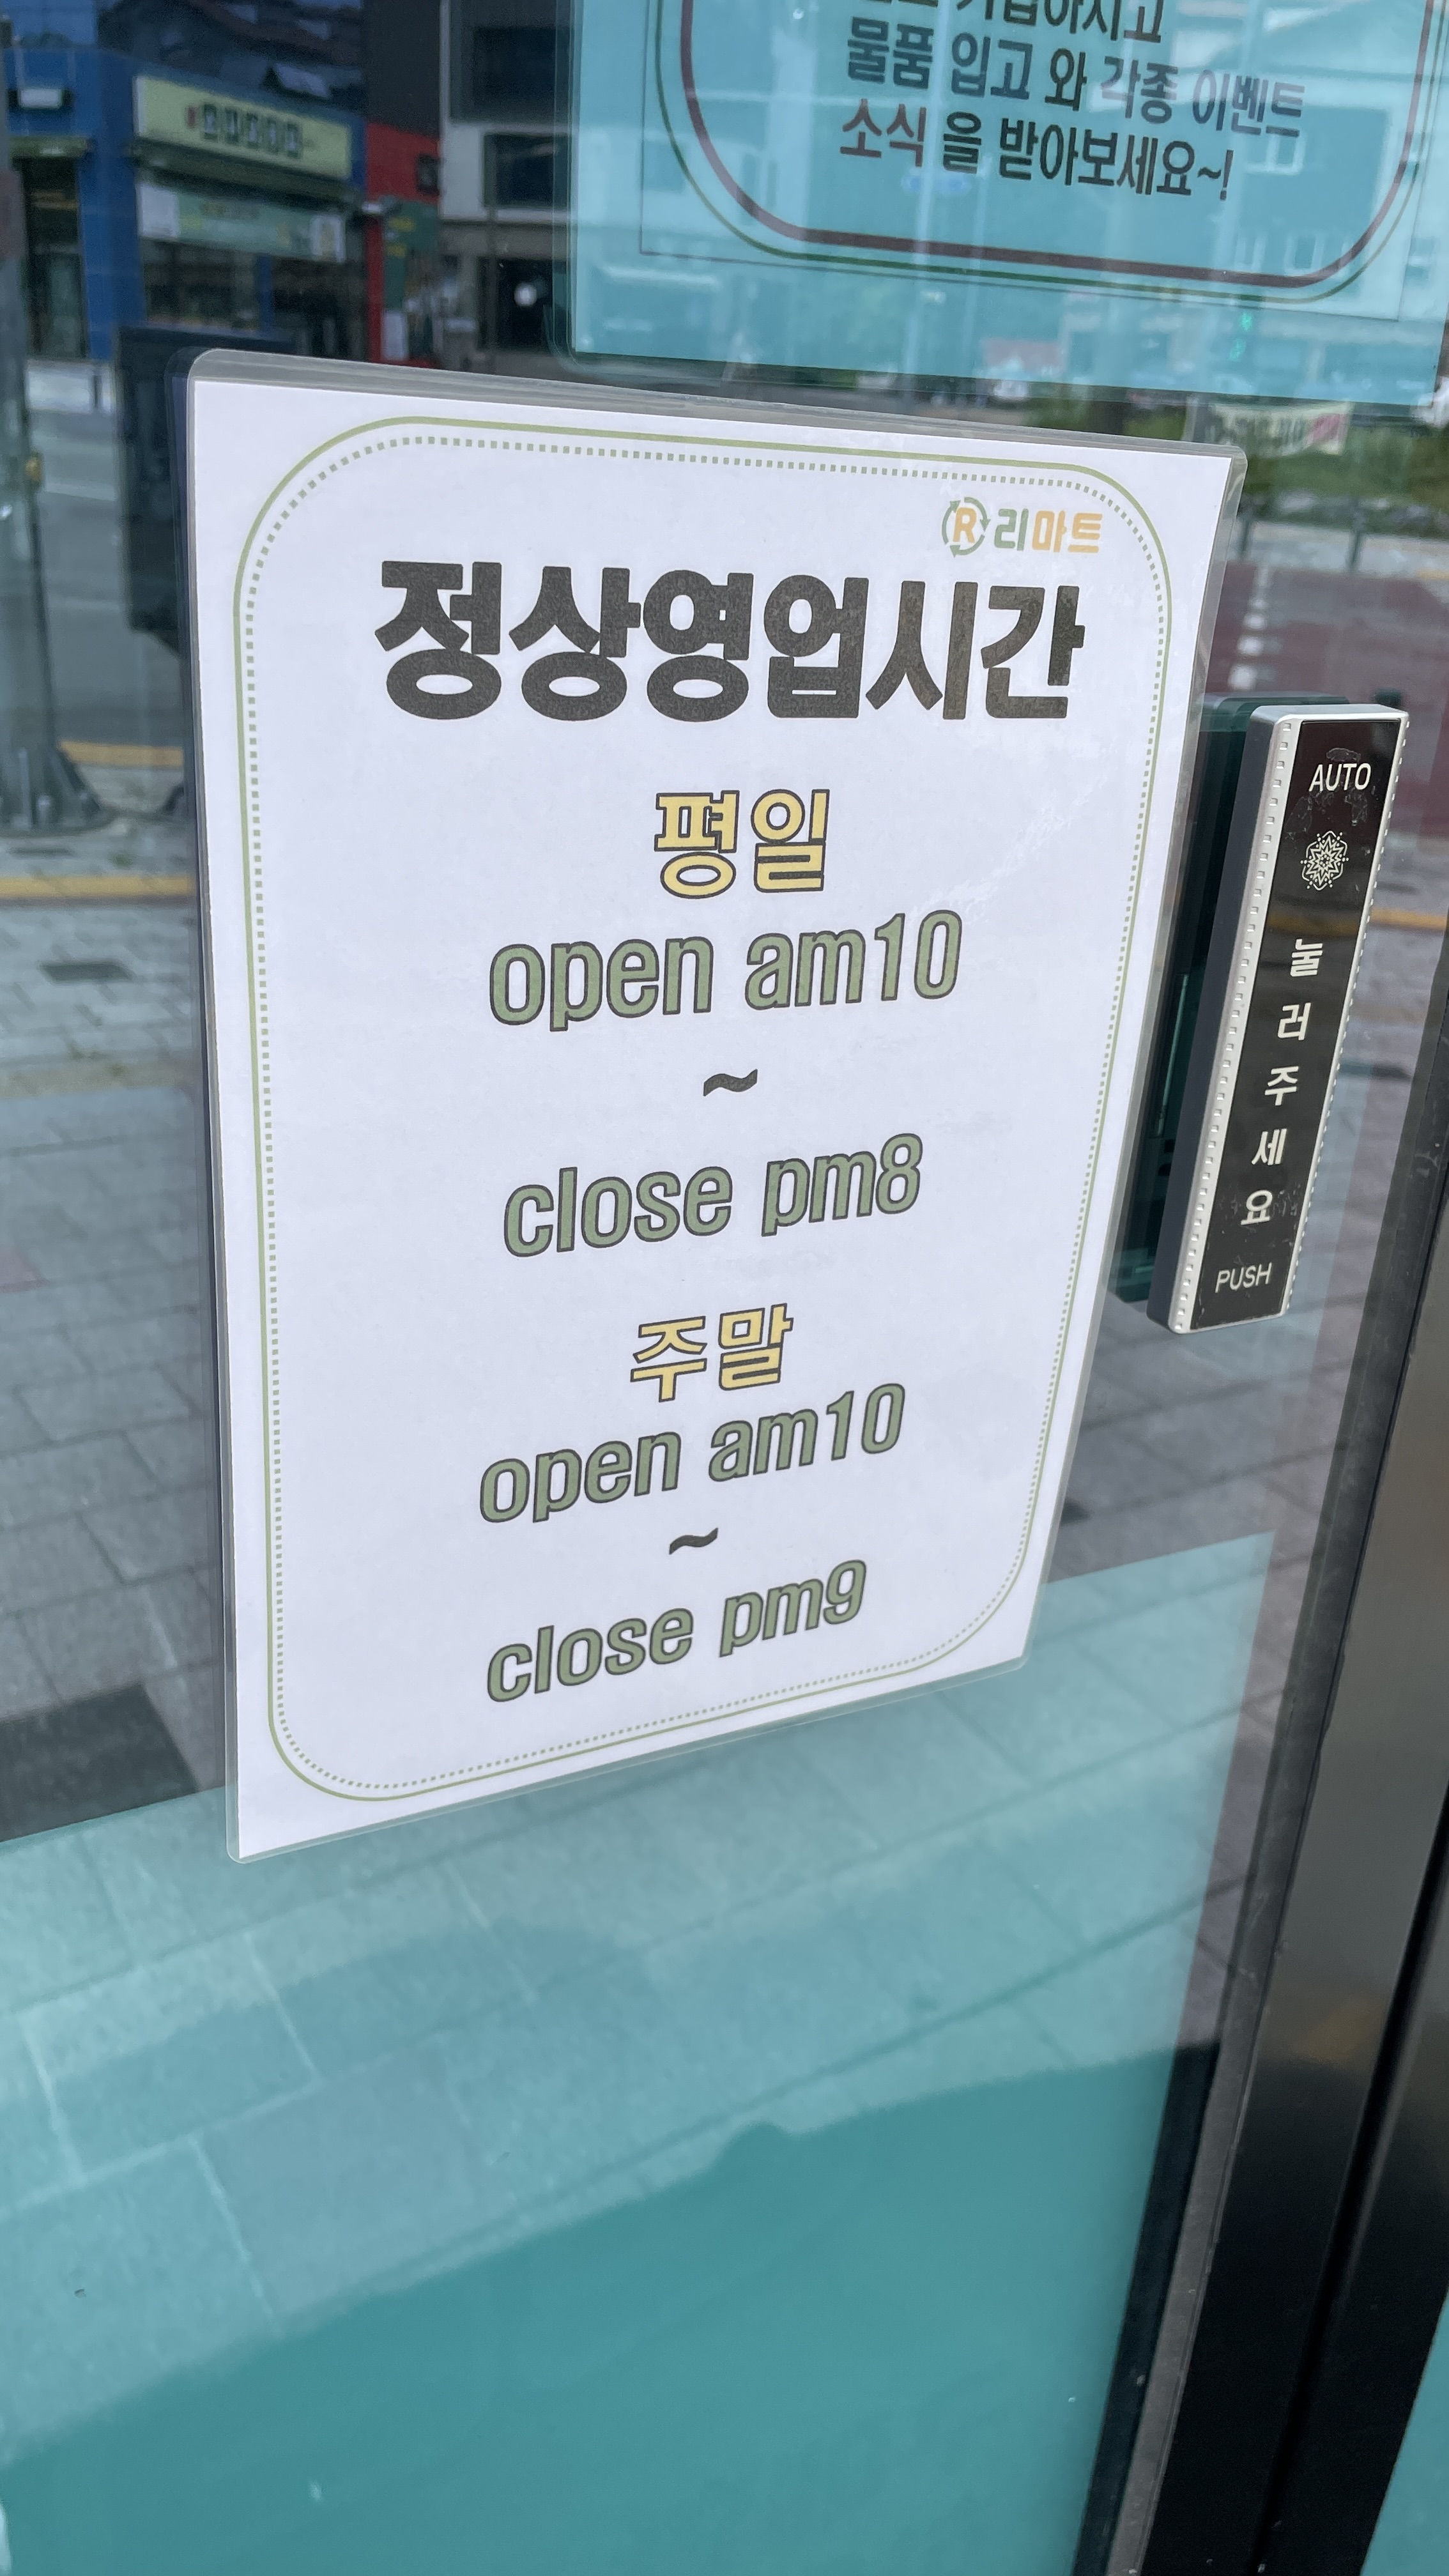 물품 입고 와 각종 이벤트
소식 을 받아보세요~!
R 리마트
정상영업시간
평일
open am10
~
close pm8
주말
open am10
~
close pm9
AUTO
눌
러
주
세
요
PUSH